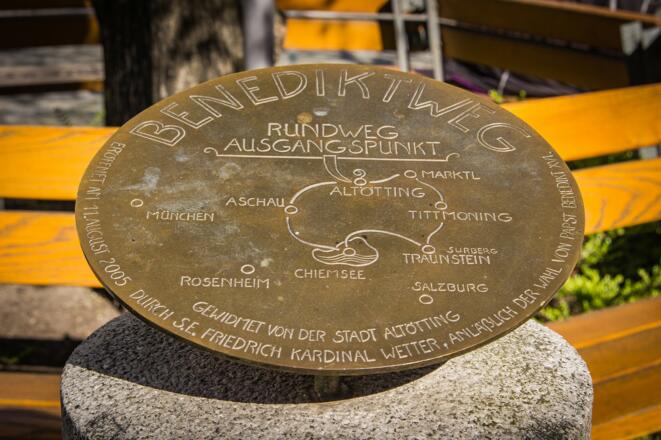 BENEDIKTWEG
RUNDWEG
AUSGANGSPUNKT
MARKTL
ALTÖTTING
ASCHAU
MÜNCHEN
TITTMONING
SURBERG
TRAUNSTEIN
CHIEMSEE
ROSENHEIM
SALZBURG
GEWIDMET VON DER STADT ALTÖTTING
ERÖFFNET AM 11. AUGUST 2005 DURCH S.E. FRIEDRICH KARDINAL WETTER, ANLÄßLICH DER WAHL VON PAPST BENEDIKT XVI.